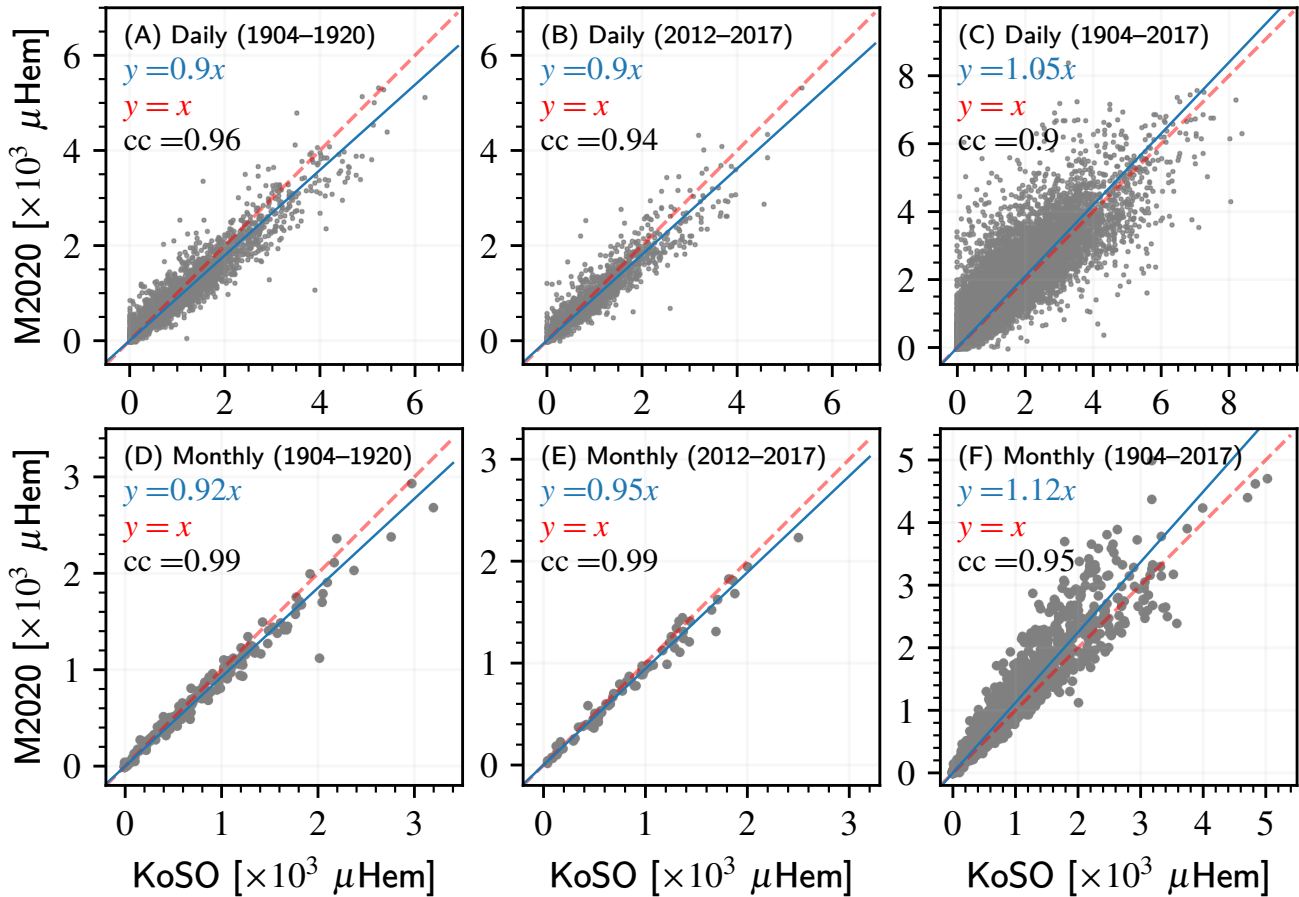 (A) Daily (1904–1920)
y =0.9x
y = x
cc =0.96
6
4
2
0
0 2 4 6
M2020 [×10³ μHem]
(B) Daily (2012–2017)
y =0.9x
y = x
cc =0.94
6
4
2
0
0 2 4 6
(C) Daily (1904–2017)
y =1.05x
y = x
cc =0.9
8
6
4
2
0
0 2 4 6 8
(D) Monthly (1904–1920)
y =0.92x
y = x
cc =0.99
3
2
1
0
0 1 2 3
M2020 [×10³ μHem]
KoSO [×10³ μHem]
(E) Monthly (2012–2017)
y =0.95x
y = x
cc =0.99
3
2
1
0
0 1 2 3
KoSO [×10³ μHem]
(F) Monthly (1904–2017)
y =1.12x
y = x
cc =0.95
5
4
3
2
1
0
0 1 2 3 4 5
KoSO [×10³ μHem]